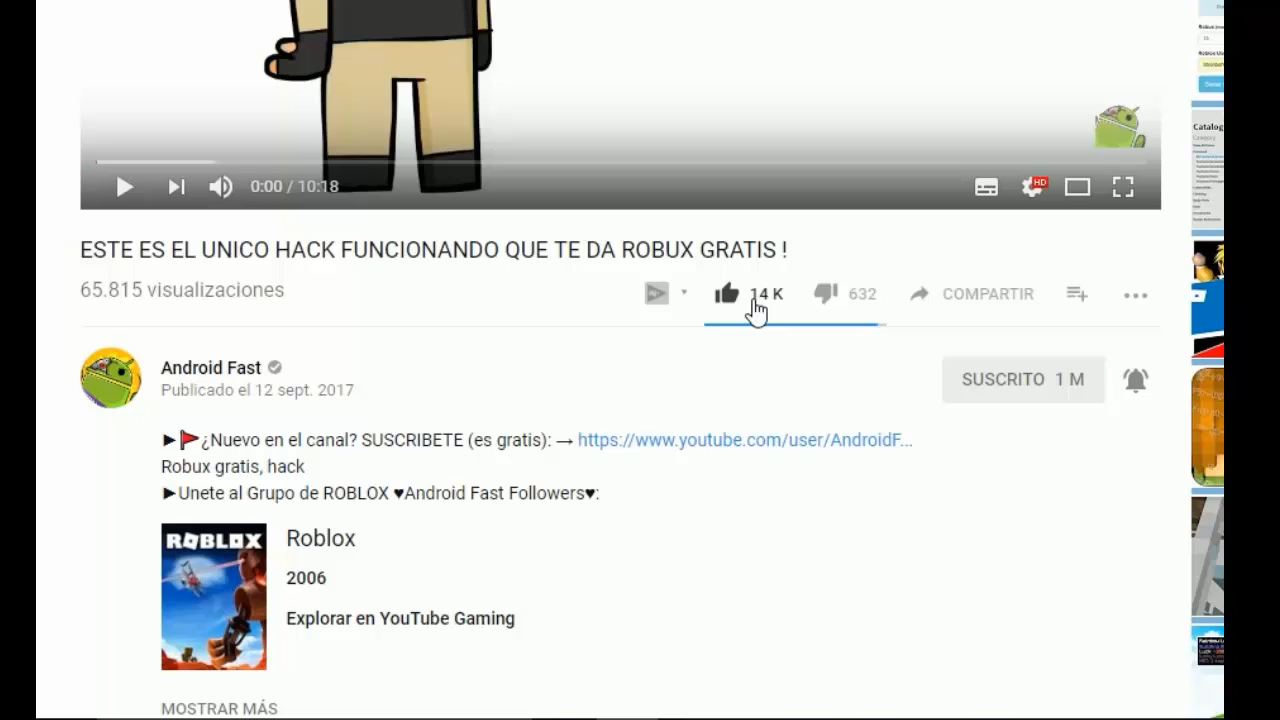 0:00 / 10:18
HD
ESTE ES EL UNICO HACK FUNCIONANDO QUE TE DA ROBUX GRATIS !
65.815 visualizaciones
14 K
632
COMPARTIR
Android Fast
Publicado el 12 sept. 2017
SUSCRITO 1 M
►🚩¿Nuevo en el canal? SUSCRIBETE (es gratis): → https://www.youtube.com/user/AndroidF...
Robux gratis, hack
►Unete al Grupo de ROBLOX ♥Android Fast Followers♥:
ROBLOX
Roblox
2006
Explorar en YouTube Gaming
MOSTRAR MÁS
Catalog